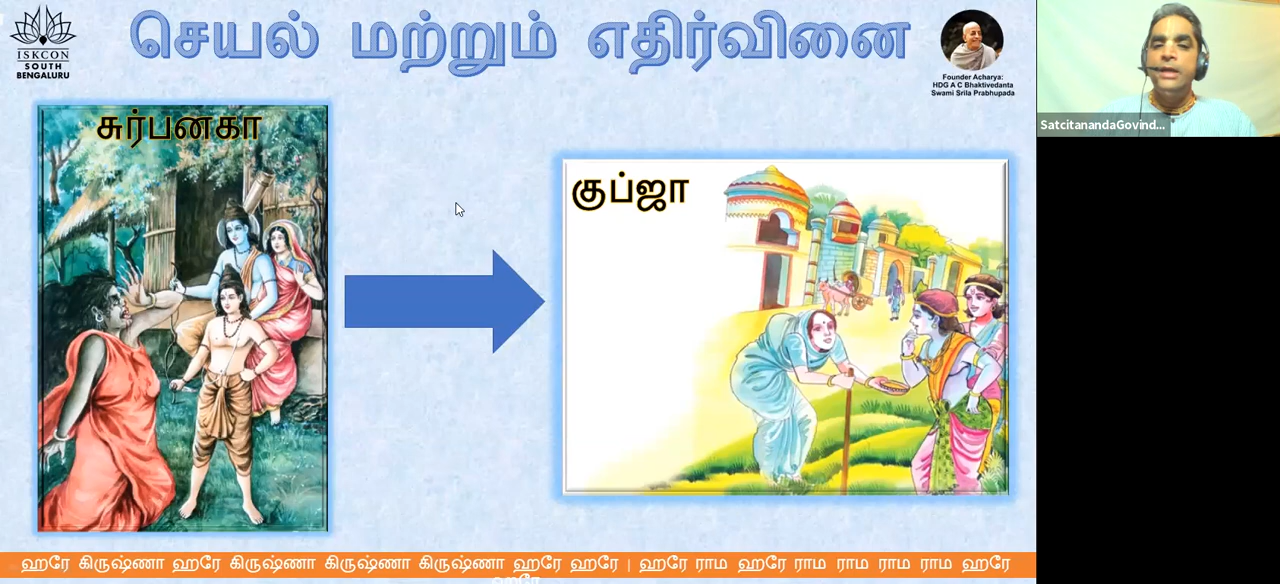 ISKCON
SOUTH
BENGALURU
செயல் மற்றும் எதிர்வினை
Founder Acharya:
HDG A C Bhaktivedanta
Swami Srila Prabhupada
SatcitanandaGovind...
சுர்பனகா
குப்ஜா
ஹரே கிருஷ்ணா ஹரே கிருஷ்ணா கிருஷ்ணா கிருஷ்ணா ஹரே ஹரே | ஹரே ராம ஹரே ராம ராம ராம ஹரே
ஹரே